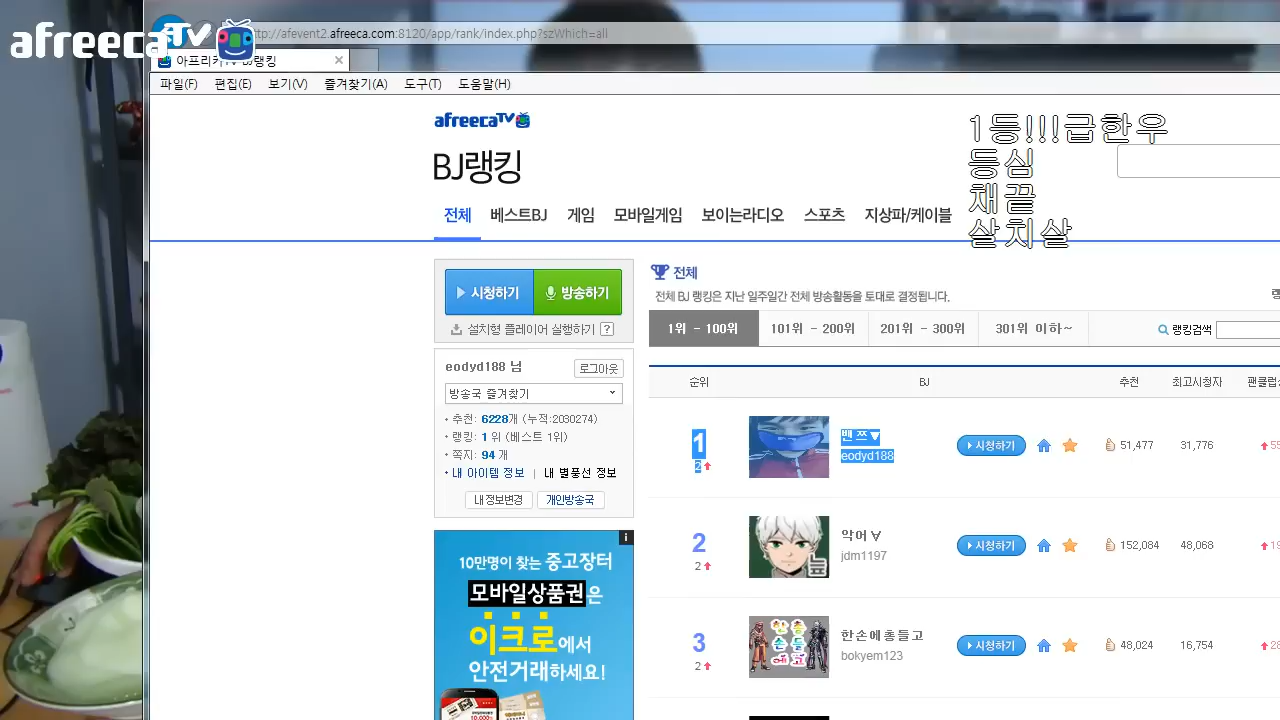 afreecaTV
http://afevent2.afreeca.com:8120/app/rank/index.php?szWhich=all
파일(F) 편집(E) 보기(V) 즐겨찾기(A) 도구(T) 도움말(H)
afreecaTV
BJ랭킹
1등!!!급한우
등심
채끝
살치살
전체 베스트BJ 게임 모바일게임 보이는라디오 스포츠 지상파/케이블
시청하기 방송하기
설치형 플레이어 실행하기 ?
eodyd188 님 로그아웃
방송국 즐겨찾기
추천: 6228개 (누적:2030274)
랭킹: 1 위 (베스트 1위)
쪽지: 94 개
내 아이템 정보 | 내 별풍선 정보
내 정보변경 개인방송국
10만명이 찾는 중고장터
모바일상품권은
이크로에서
안전거래하세요!
전체
전체 BJ 랭킹은 지난 일주일간 전체 방송활동을 토대로 결정됩니다.
1위 - 100위 101위 - 200위 201위 - 300위 301위 이하~ 랭킹검색
순위 BJ 추천 최고시청자 팬클럽
1 밴쯔▼ 시청하기 51,477 31,776
2 eodyd188
2 악어∀ 시청하기 152,084 48,068
2 jdm1197
3 한손에총들고 시청하기 48,024 16,754
2 bokyem123